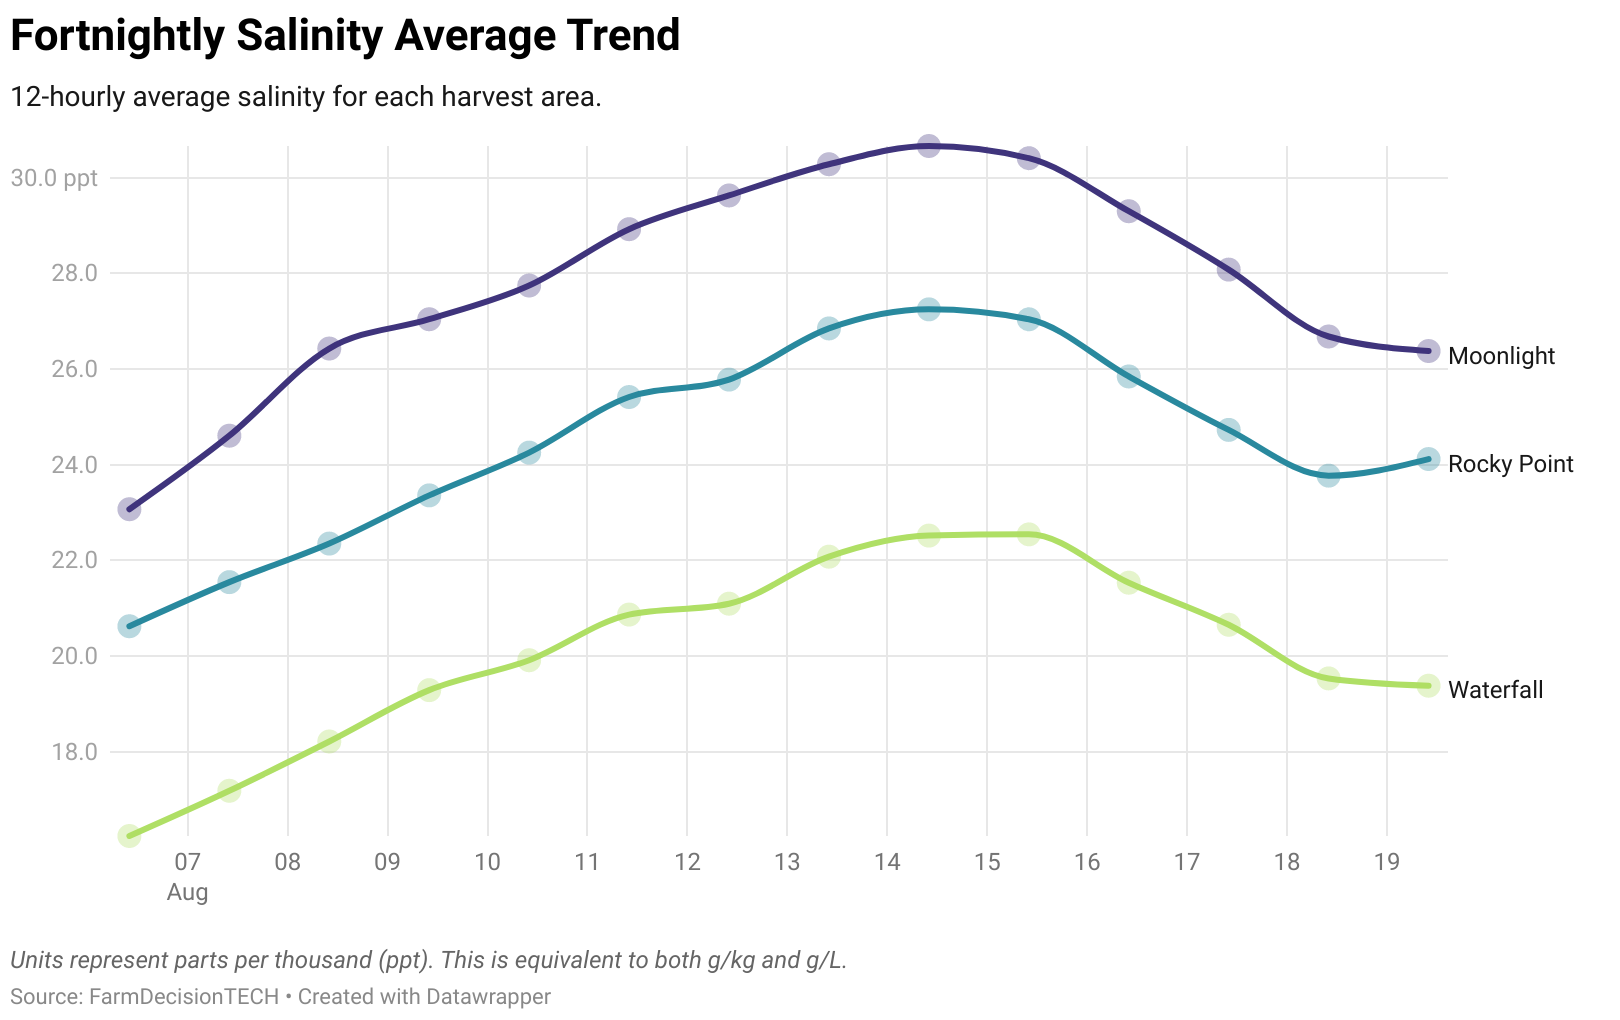 Fortnightly Salinity Average Trend
12-hourly average salinity for each harvest area.
30.0 ppt
28.0
26.0
24.0
22.0
20.0
18.0
Moonlight
Rocky Point
Waterfall
07 08 09 10 11 12 13 14 15 16 17 18 19
Aug
Units represent parts per thousand (ppt). This is equivalent to both g/kg and g/L.
Source: FarmDecisionTECH • Created with Datawrapper